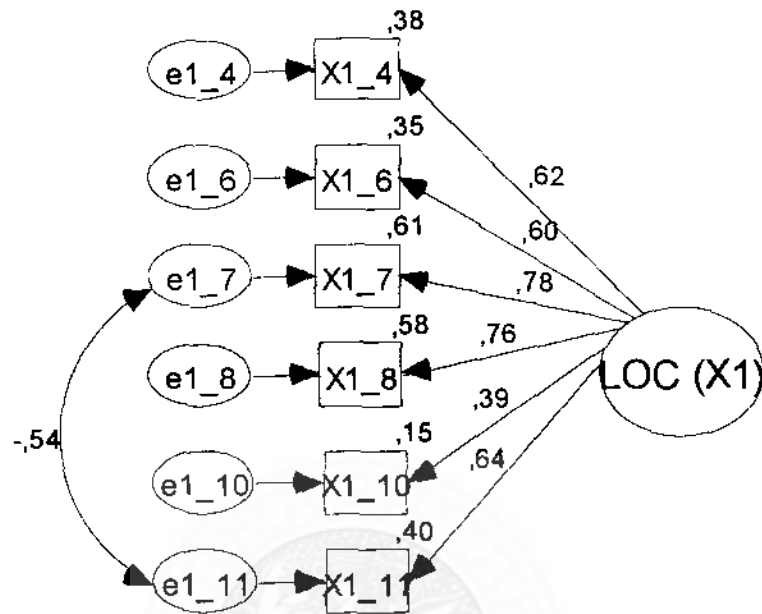 ,38
e1_4 X1_4
,35
e1_6 X1_6 ,62
,61 ,60
e1_7 X1_7 ,78
,58 ,76
e1_8 X1_8 LOC (X1)
,39
-,54 ,15 ,64
e1_10 X1_10
,40
e1_11 X1_11